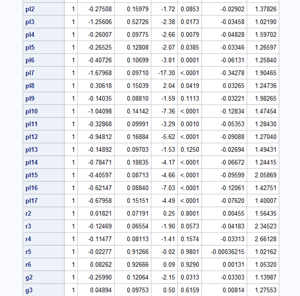 pl2 1 -0.27508 0.15979 -1.72 0.0853 -0.02902 1.37826
pl3 1 -1.25606 0.52726 -2.38 0.0173 -0.03458 1.02190
pl4 1 -0.26007 0.09775 -2.66 0.0079 -0.04828 1.59702
pl5 1 -0.26525 0.12808 -2.07 0.0385 -0.03346 1.26597
pl6 1 -0.40726 0.10699 -3.81 0.0001 -0.06131 1.25840
pl7 1 -1.67968 0.09710 -17.30 <.0001 -0.34278 1.90465
pl8 1 0.30618 0.15039 2.04 0.0419 0.03265 1.24736
pl9 1 -0.14035 0.08810 -1.59 0.1113 -0.03221 1.98265
pl10 1 -1.04098 0.14142 -7.36 <.0001 -0.12834 1.47454
pl11 1 -0.32868 0.09991 -3.29 0.0010 -0.05353 1.28430
pl12 1 -0.94812 0.16884 -5.62 <.0001 -0.09088 1.27040
pl13 1 -0.14892 0.09703 -1.53 0.1250 -0.02694 1.49431
pl14 1 -0.78471 0.18835 -4.17 <.0001 -0.06672 1.24415
pl15 1 -0.40597 0.08713 -4.66 <.0001 -0.09599 2.05869
pl16 1 -0.62147 0.08840 -7.03 <.0001 -0.12061 1.42751
pl17 1 -0.67958 0.15151 -4.49 <.0001 -0.07620 1.40007
r2 1 0.01821 0.07191 0.25 0.8001 0.00455 1.56435
r3 1 -0.12469 0.06554 -1.90 0.0573 -0.04183 2.34523
r4 1 -0.11477 0.08113 -1.41 0.1574 -0.03313 2.66128
r5 1 -0.02277 0.91266 -0.02 0.9801 -0.00036375 1.02162
r6 1 0.08262 0.92666 0.09 0.9290 0.00131 1.05320
g2 1 -0.25990 0.12064 -2.15 0.0313 -0.03303 1.13987
g3 1 0.04894 0.09753 0.50 0.6159 0.00814 1.27553